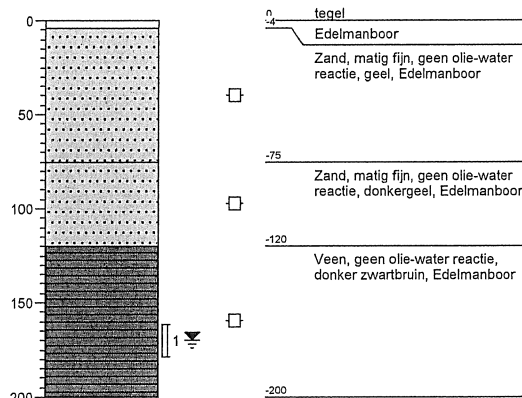 0
tegel
-4
Edelmanboor
Zand, matig fijn, geen olie-water
reactie, geel, Edelmanboor
50
-75
Zand, matig fijn, geen olie-water
reactie, donkergeel, Edelmanboor
100
-120
Veen, geen olie-water reactie,
donker zwartbruin, Edelmanboor
150
1
200
-200